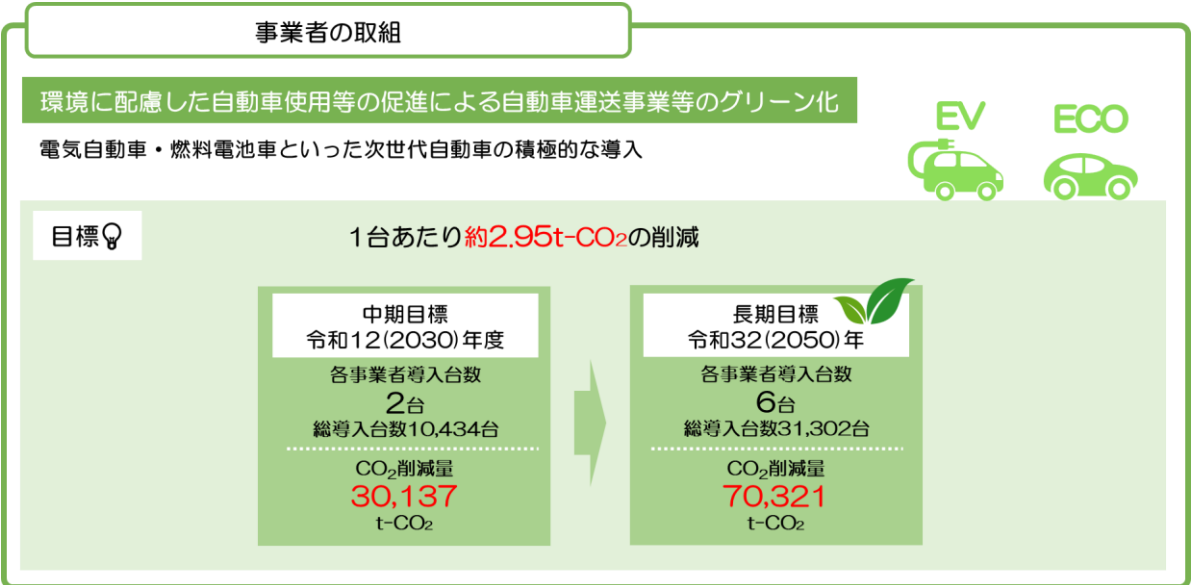 事業者の取組
環境に配慮した自動車使用等の促進による自動車運送事業等のグリーン化
電気自動車・燃料電池車といった次世代自動車の積極的な導入
EV
ECO
目標
1台あたり約2.95t-CO₂の削減
中期目標
令和12(2030)年度
各事業者導入台数
2台
総導入台数10,434台
CO₂削減量
30,137
t-CO₂
長期目標
令和32(2050)年
各事業者導入台数
6台
総導入台数31,302台
CO₂削減量
70,321
t-CO₂